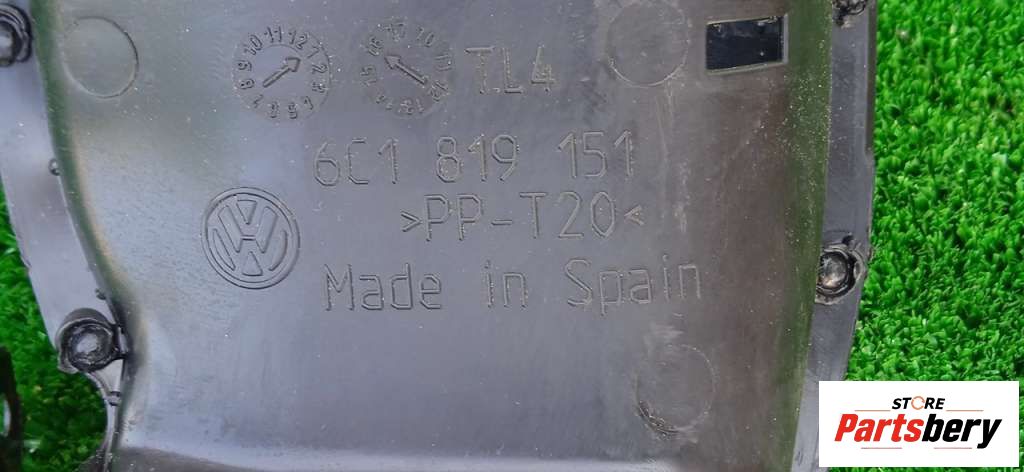 TL4
6C1 819 151
>PP-T20<
Made in Spain
STORE
Partsbery